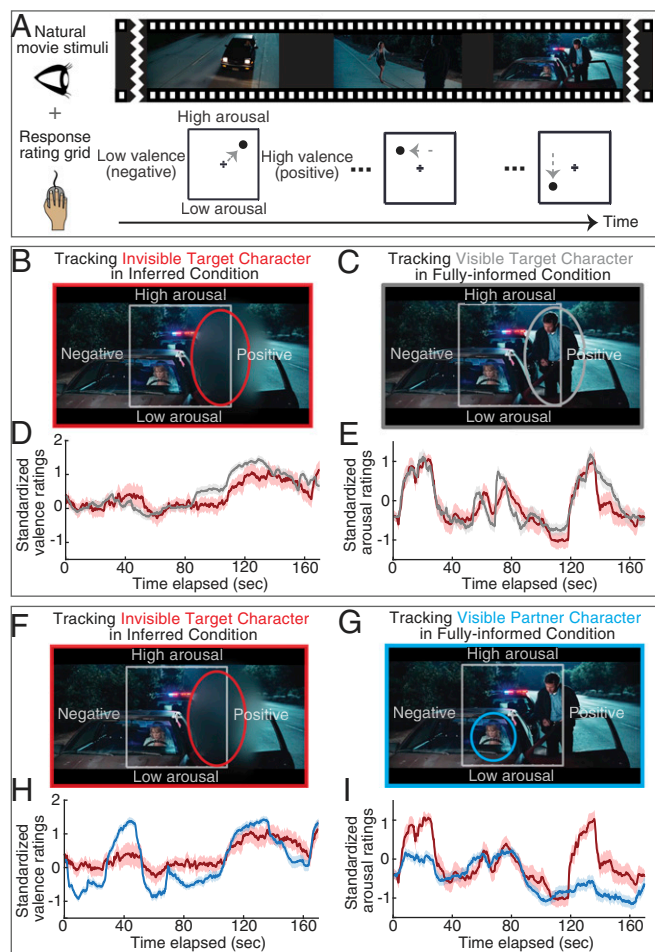 A
Natural
movie stimuli
+
Response
rating grid
High arousal
Low valence
(negative)
High valence
(positive)
...
...
Low arousal
Time
B
Tracking Invisible Target Character
in Inferred Condition
High arousal
Negative
Positive
Low arousal
C
Tracking Visible Target Character
in Fully-informed Condition
High arousal
Negative
Positive
Low arousal
D
Standardized
valence ratings
2
1
0
-1
0
40
80
120
160
Time elapsed (sec)
E
Standardized
arousal ratings
1
0
-1
0
40
80
120
160
Time elapsed (sec)
F
Tracking Invisible Target Character
in Inferred Condition
High arousal
Negative
Positive
Low arousal
G
Tracking Visible Partner Character
in Fully-informed Condition
High arousal
Negative
Positive
Low arousal
H
Standardized
valence ratings
2
1
0
-1
0
40
80
120
160
Time elapsed (sec)
I
Standardized
arousal ratings
1
0
-1
0
40
80
120
160
Time elapsed (sec)